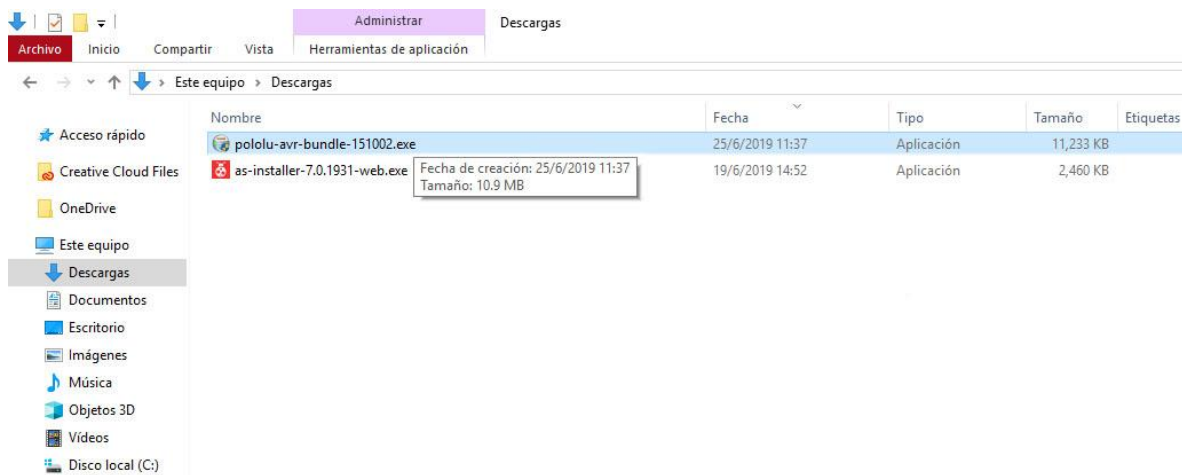 Administrar
Descargas
Archivo Inicio Compartir Vista Herramientas de aplicación
Este equipo > Descargas
Nombre Fecha Tipo Tamaño Etiquetas
Acceso rápido
pololu-avr-bundle-151002.exe 25/6/2019 11:37 Aplicación 11,233 KB
as-installer-7.0.1931-web.exe 19/6/2019 14:52 Aplicación 2,460 KB
Fecha de creación: 25/6/2019 11:37
Tamaño: 10.9 MB
Creative Cloud Files
OneDrive
Este equipo
Descargas
Documentos
Escritorio
Imágenes
Música
Objetos 3D
Vídeos
Disco local (C:)